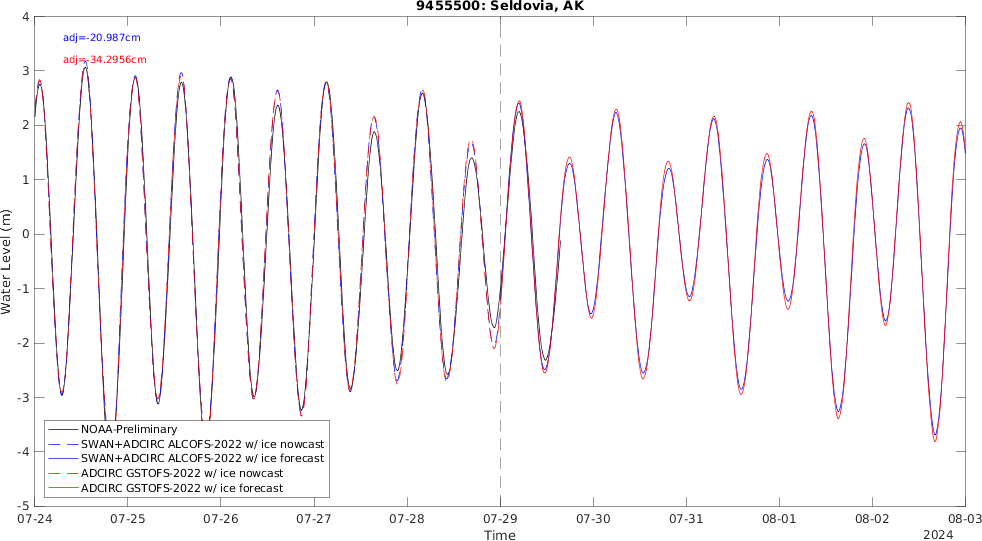 9455500: Seldovia, AK
adj=-20.987cm
adj=-34.2956cm
4
3
2
1
0
-1
-2
-3
-4
-5
Water Level (m)
NOAA-Preliminary
SWAN+ADCIRC ALCOFS-2022 w/ ice nowcast
SWAN+ADCIRC ALCOFS-2022 w/ ice forecast
ADCIRC GSTOFS-2022 w/ ice nowcast
ADCIRC GSTOFS-2022 w/ ice forecast
07-24 07-25 07-26 07-27 07-28 07-29 07-30 07-31 08-01 08-02 08-03
Time
2024